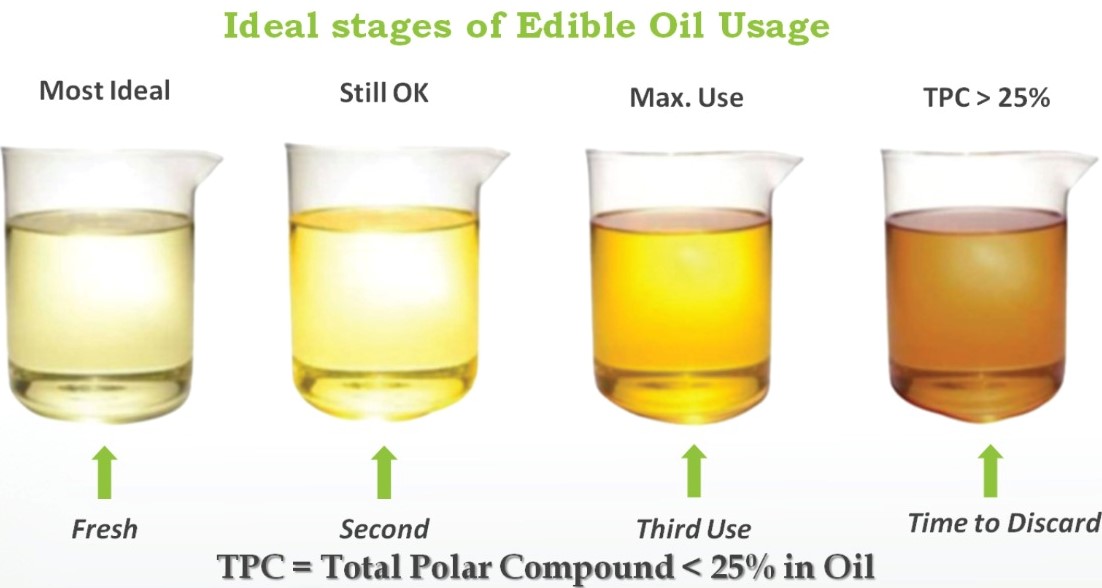 Ideal stages of Edible Oil Usage
Most Ideal
Still OK
Max. Use
TPC > 25%
Fresh
Second
Third Use
Time to Discard
TPC = Total Polar Compound < 25% in Oil